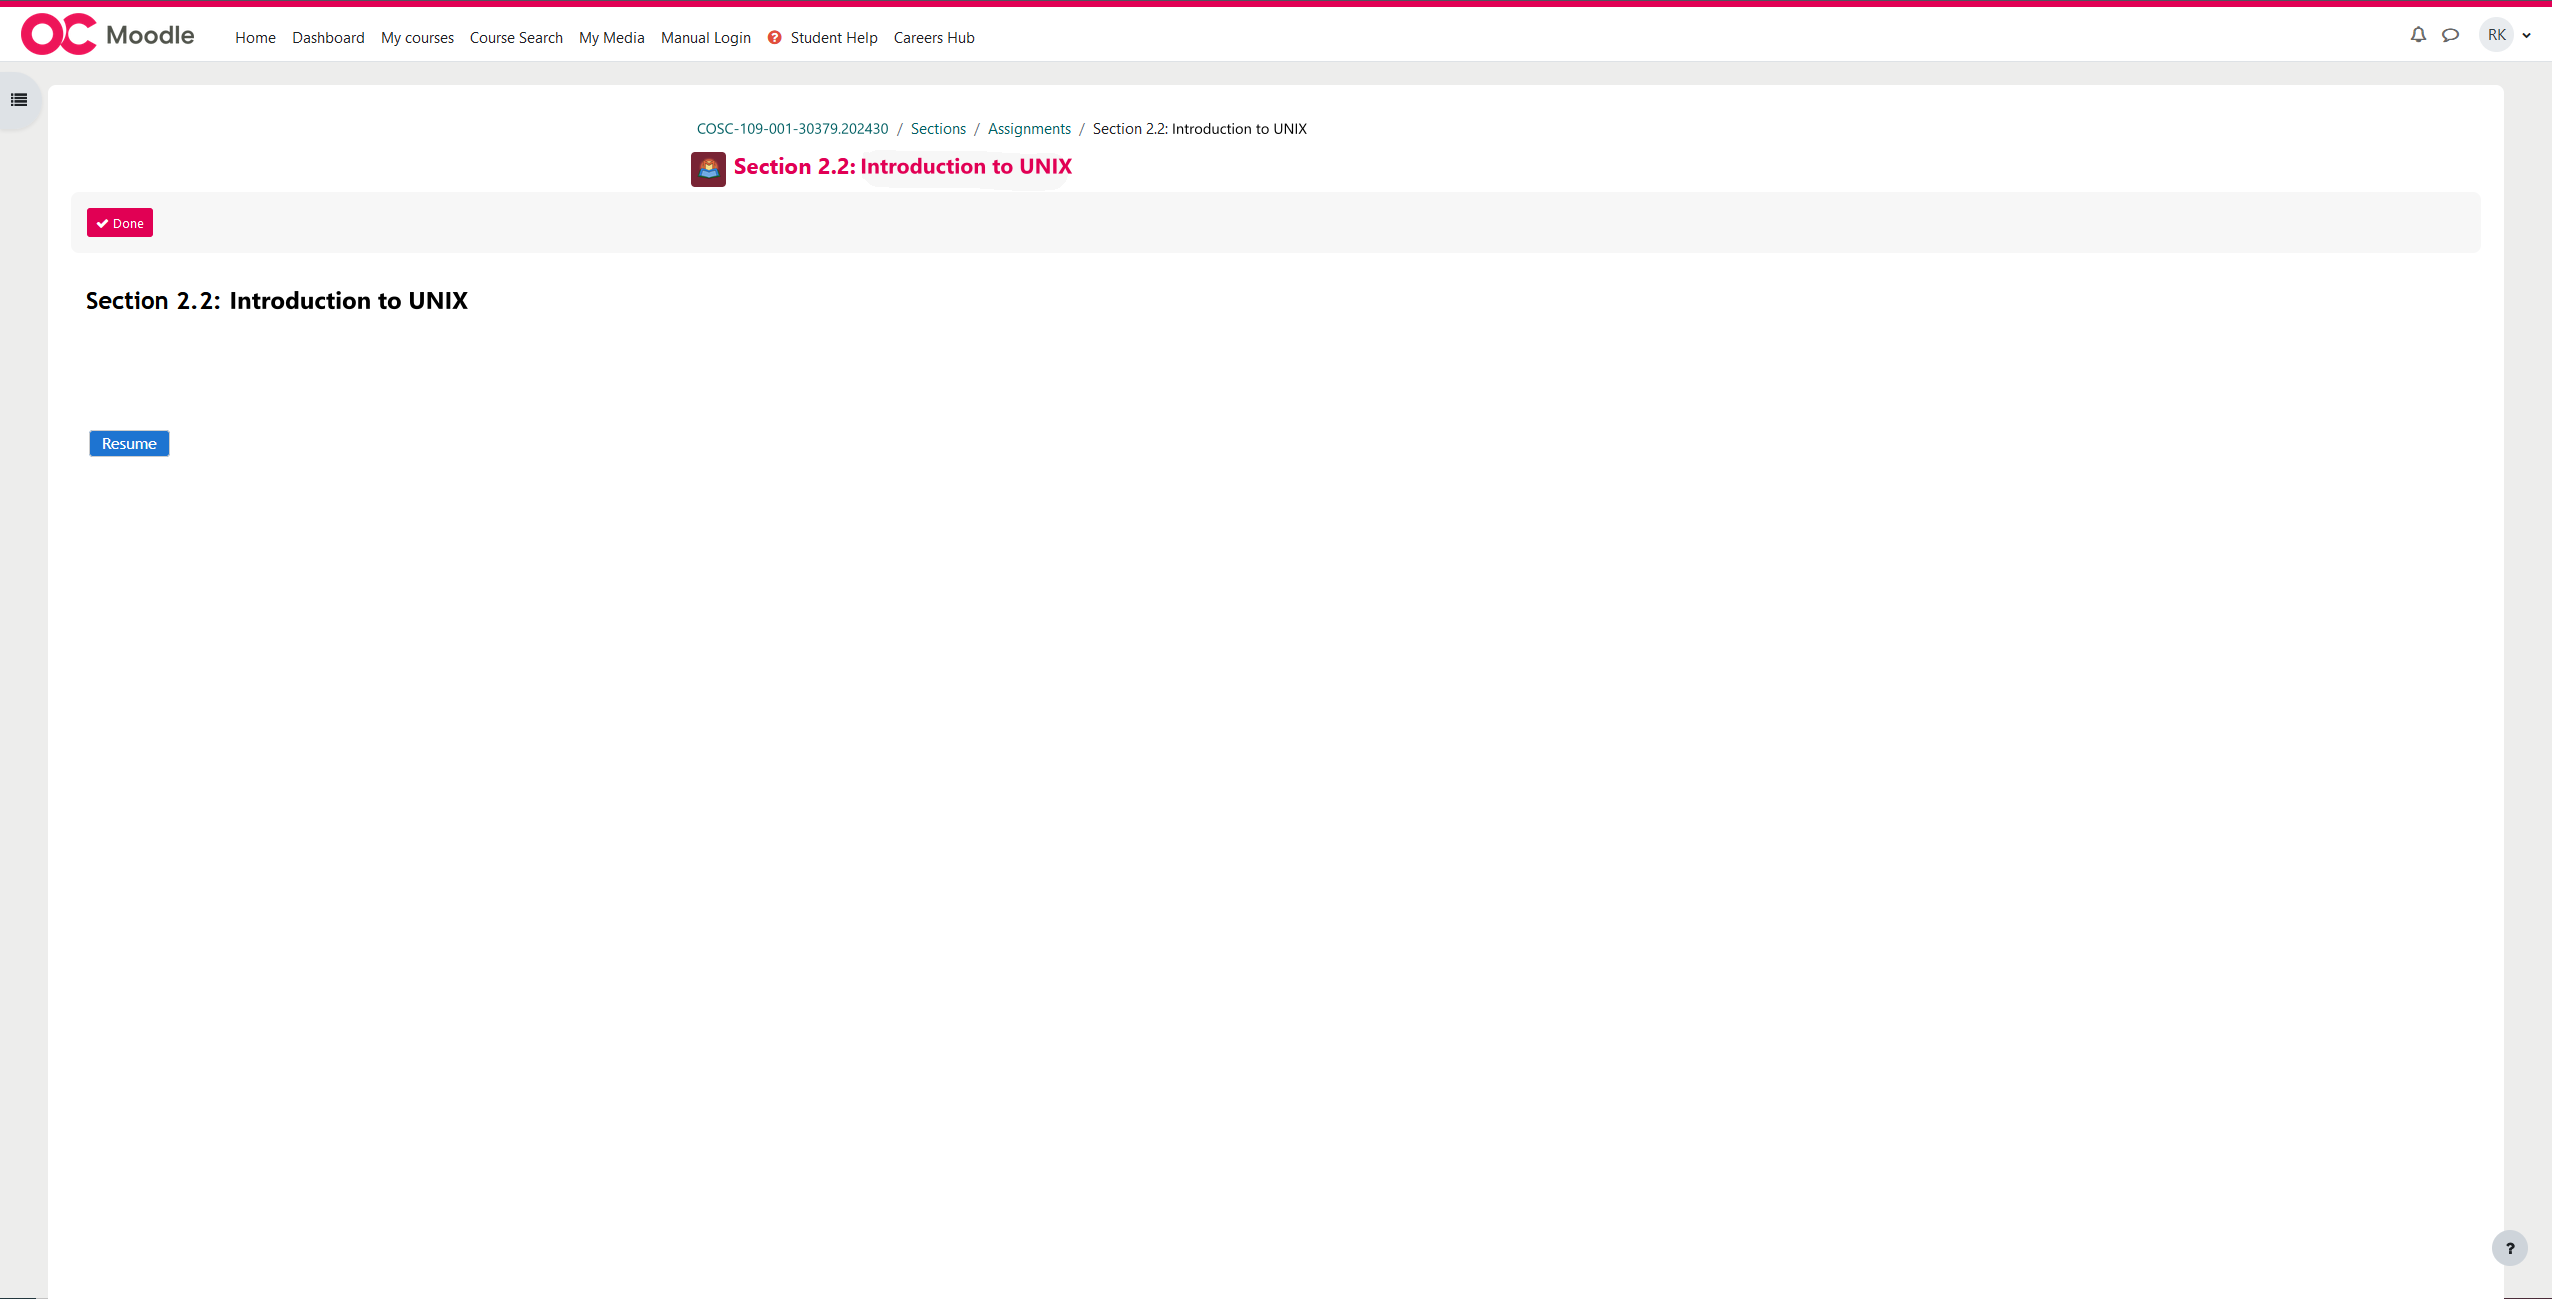 OC Moodle Home Dashboard My courses Course Search My Media Manual Login ? Student Help Careers Hub RK
COSC-109-001-30379.202430 / Sections / Assignments / Section 2.2: Introduction to UNIX
Section 2.2: Introduction to UNIX
Done
Section 2.2: Introduction to UNIX
Resume
?